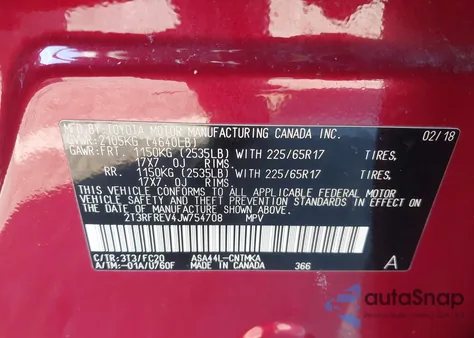 MFD BY: TOYOTA MOTOR MANUFACTURING CANADA INC. 02/18
GVWR:2105KG (4640LB)
GAWR:FRT. 1150KG (2535LB) WITH 225/65R17 TIRES,
17X7.0J RIMS.
RR. 1150KG (2535LB) WITH 225/65R17 TIRES,
17X7.0J RIMS.
THIS VEHICLE CONFORMS TO ALL APPLICABLE FEDERAL MOTOR
VEHICLE SAFETY STANDARDS IN EFFECT ON THE DATE OF
MANUFACTURE SHOWN ABOVE.
2T3RFREV4JW754708 MPV
C/TR:3T3/FC20 ASA44L-CNTMKA
A/TM:-01A/U760F MADE IN CANADA 366 A
autoSnap